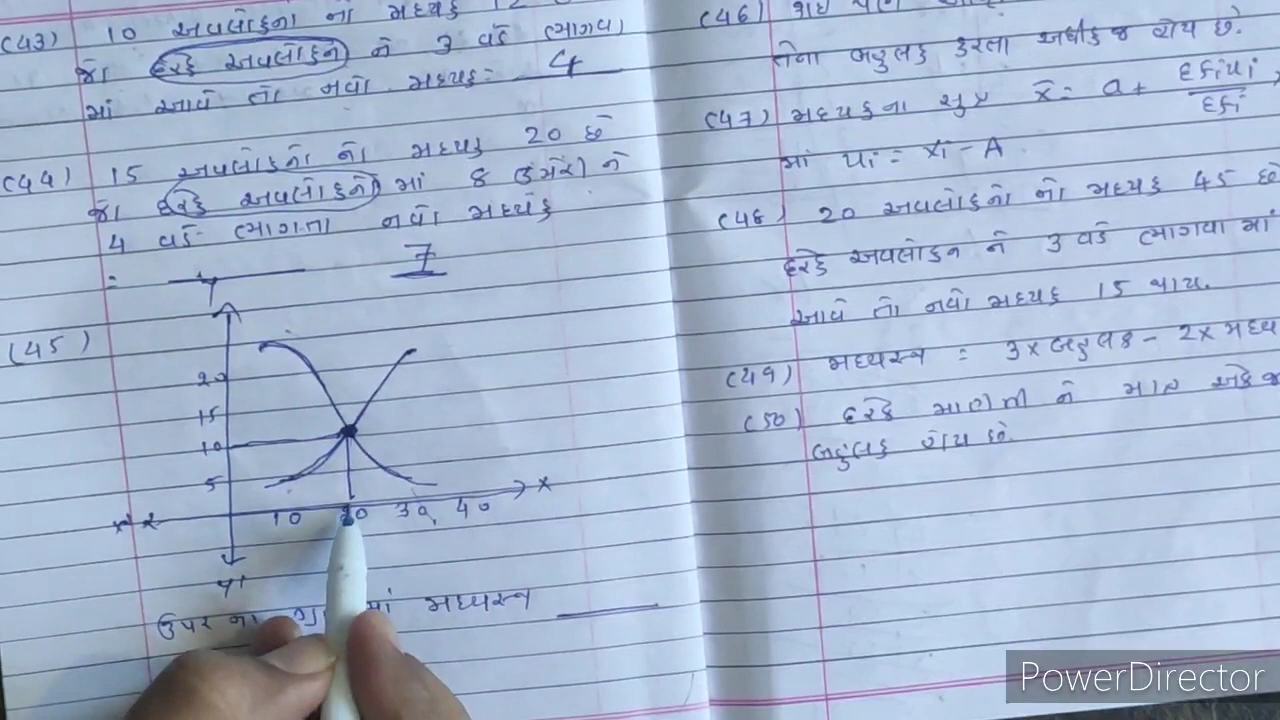 (43) 10 અવલોકનો નો મધ્યક 12
જો દરેક અવલોકન ને 3 વડે ભાગવા
માં આવે તો નવો મધ્યક = 4
(44) 15 અવલોકનો નો મધ્યક 20 છે
જો દરેક અવલોકનો માં 8 ઉમેરી ને
4 વડે ભાગતા નવો મધ્યક
= 7
(45)
y
20
15
10
5
10 20 30 40
x
x'
y'
ઉપર ના માં મધ્યસ્થ
(46)
તેના બહુલક કરતા અધિક જ હોય છે.
(47) મધ્યક ના સુત્ર x̄ = a + Σfiui / Σfi
માં ui = xi - A
(48) 20 અવલોકનો નો મધ્યક 45 છે
દરેક અવલોકન ને 3 વડે ભાગવા માં
આવે તો નવો મધ્યક 15 થાય.
(49) મધ્યસ્થ = 3 x બહુલક - 2 x મધ્ય
(50) દરેક માહિતી ને માત્ર એક જ
બહુલક હોય છે.
PowerDirector